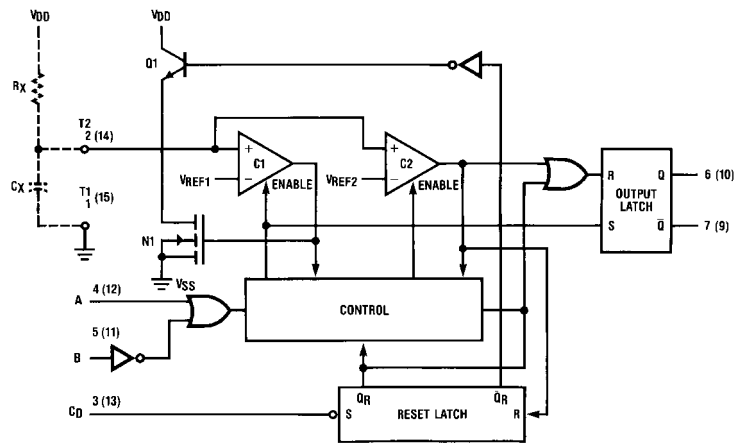 VDD VDD
Q1
RX
T2
2 (14)
+ C1 −
+ C2 −
VREF1 VREF2
ENABLE ENABLE
CX
T1
1 (15)
R Q 6 (10)
OUTPUT
LATCH
S Q̅ 7 (9)
N1
VSS
A 4 (12)
CONTROL
B 5 (11)
QR Q̅R
CD 3 (13)
S RESET LATCH R